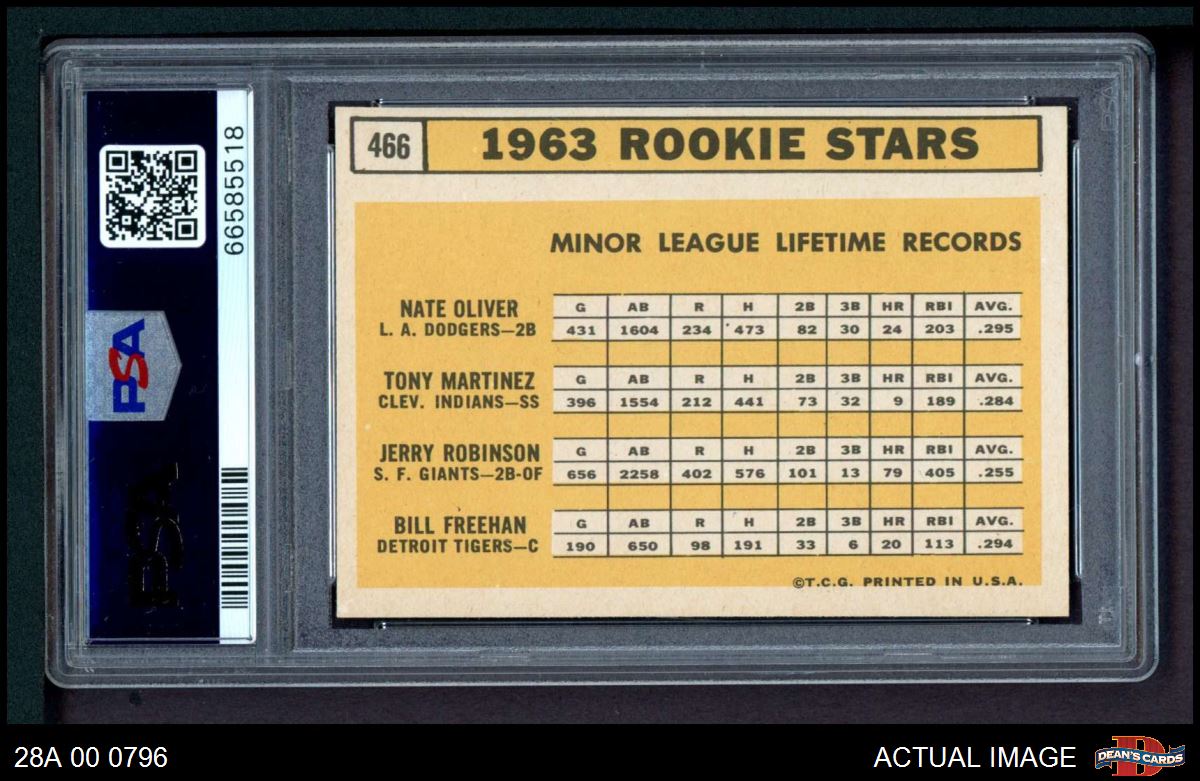 66585518
PSA
PSA
466 1963 ROOKIE STARS
MINOR LEAGUE LIFETIME RECORDS
NATE OLIVER G AB R H 2B 3B HR RBI AVG.
L. A. DODGERS—2B 431 1604 234 473 82 30 24 203 .295
TONY MARTINEZ G AB R H 2B 3B HR RBI AVG.
CLEV. INDIANS—SS 396 1554 212 441 73 32 9 189 .284
JERRY ROBINSON G AB R H 2B 3B HR RBI AVG.
S. F. GIANTS—2B-OF 656 2258 402 576 101 13 79 405 .255
BILL FREEHAN G AB R H 2B 3B HR RBI AVG.
DETROIT TIGERS—C 190 650 98 191 33 6 20 113 .294
©T.C.G. PRINTED IN U.S.A.
28A 00 0796 ACTUAL IMAGE
D
DEAN'S CARDS